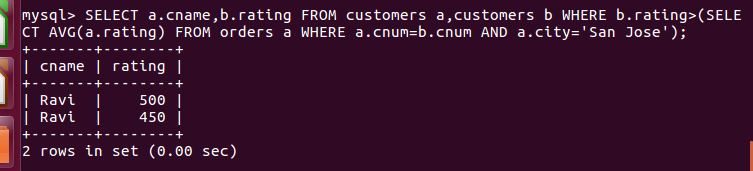 mysql> SELECT a.cname,b.rating FROM customers a,customers b WHERE b.rating>(SELE
CT AVG(a.rating) FROM orders a WHERE a.cnum=b.cnum AND a.city='San Jose');
+-------+--------+
| cname | rating |
+-------+--------+
| Ravi  |    500 |
| Ravi  |    450 |
+-------+--------+
2 rows in set (0.00 sec)